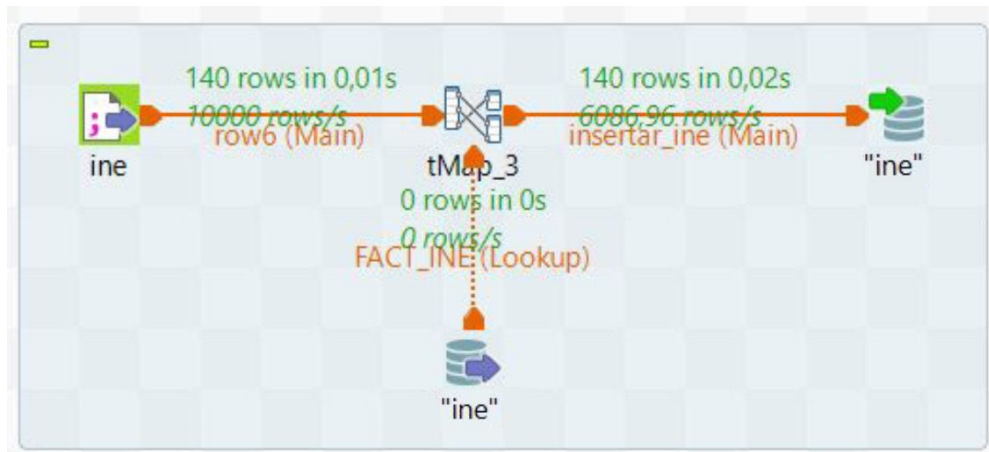 140 rows in 0,01s
10000 rows/s
row6 (Main)
140 rows in 0,02s
6086,96 rows/s
insertar_ine (Main)
ine
tMap_3
"ine"
0 rows in 0s
0 rows/s
FACT_INE (Lookup)
"ine"